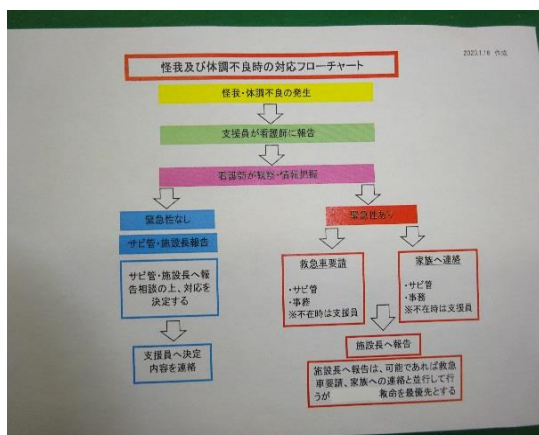 2020.1.16 作成
怪我及び体調不良時の対応フローチャート
怪我・体調不良の発生
支援員が看護師に報告
看護師が観察・情報把握
緊急性なし
サビ管・施設長報告
サビ管・施設長へ報
告相談の上、対応を
決定する
支援員へ決定
内容を連絡
緊急性あり
救急車要請
・サビ管
・事務
※不在時は支援員
家族へ連絡
・サビ管
・事務
※不在時は支援員
施設長へ報告
施設長へ報告は、可能であれば救急
車要請、家族への連絡と並行して行
うが 救命を最優先とする